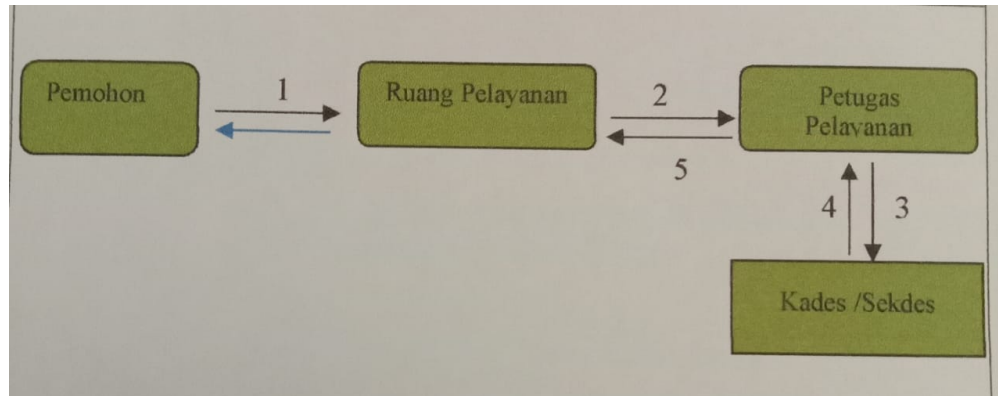 Pemohon
1
Ruang Pelayanan
2
5
Petugas
Pelayanan
4
3
Kades /Sekdes